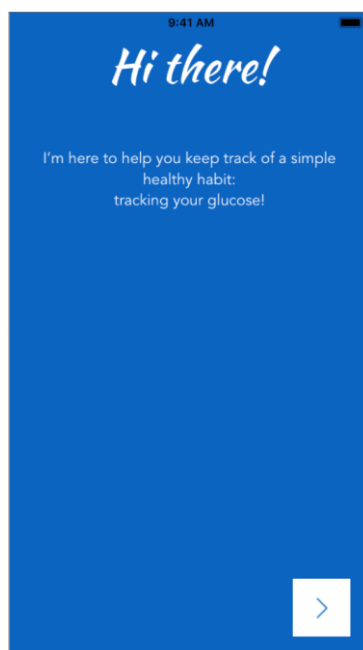 9:41 AM
Hi there!
I’m here to help you keep track of a simple
healthy habit:
tracking your glucose!